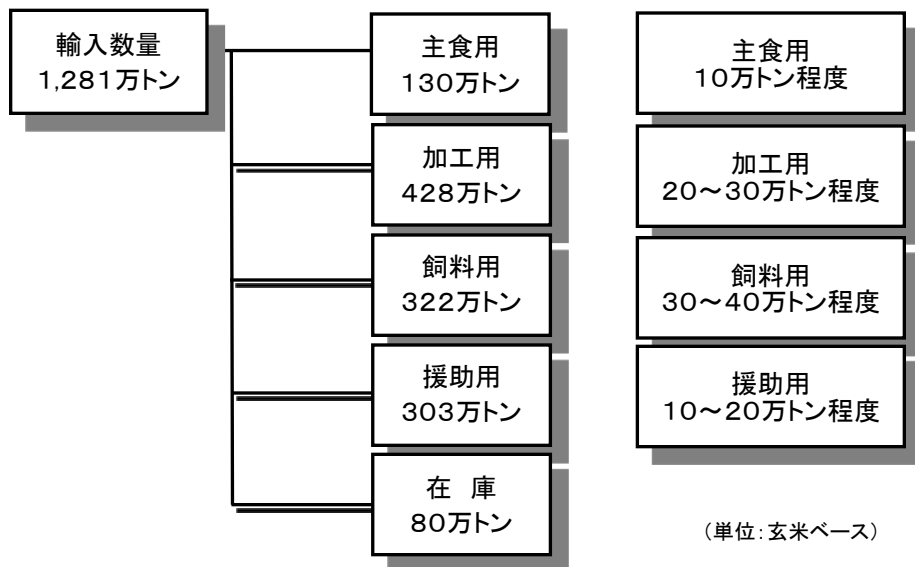 輸入数量
1,281万トン
主食用
130万トン
加工用
428万トン
飼料用
322万トン
援助用
303万トン
在　庫
80万トン
主食用
10万トン程度
加工用
20～30万トン程度
飼料用
30～40万トン程度
援助用
10～20万トン程度
（単位：玄米ベース）